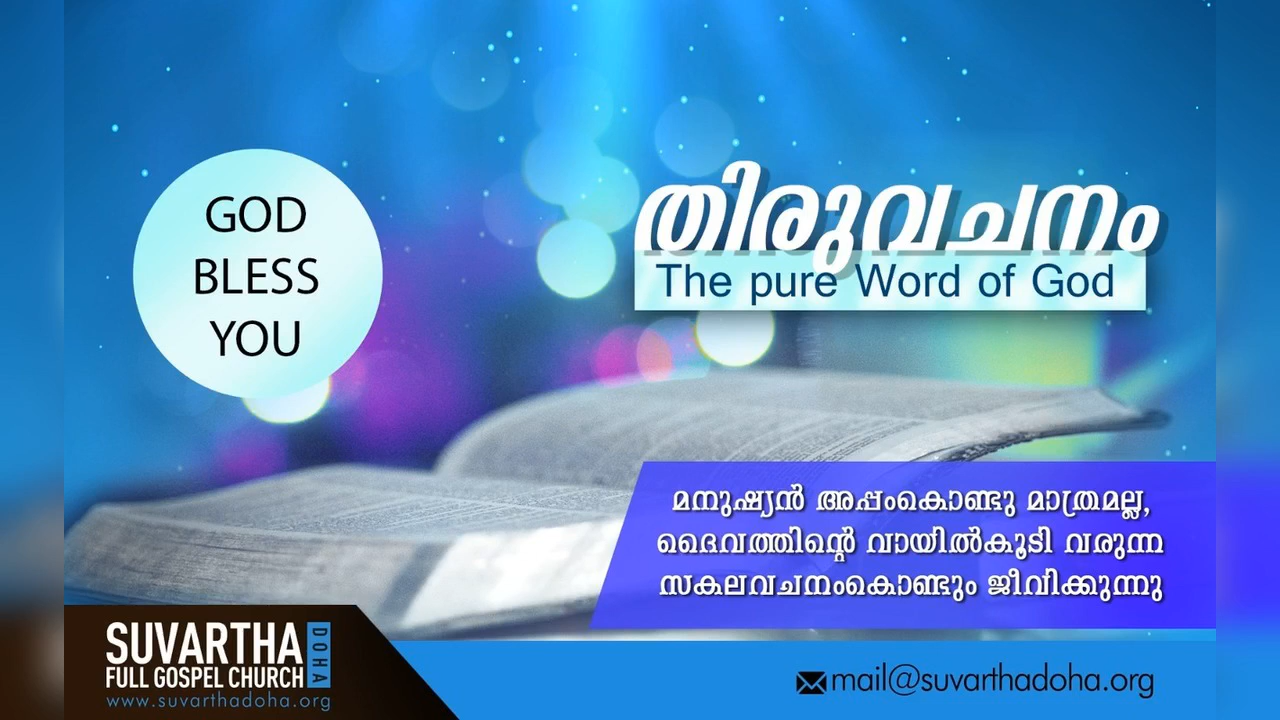 GOD
BLESS
YOU
തിരുവചനം
The pure Word of God
മനുഷ്യൻ അപ്പംകൊണ്ടു മാത്രമല്ല,
ദൈവത്തിന്റെ വായിൽകൂടി വരുന്ന
സകലവചനംകൊണ്ടും ജീവിക്കുന്നു
SUVARTHA DOHA
FULL GOSPEL CHURCH
www.suvarthadoha.org
mail@suvarthadoha.org